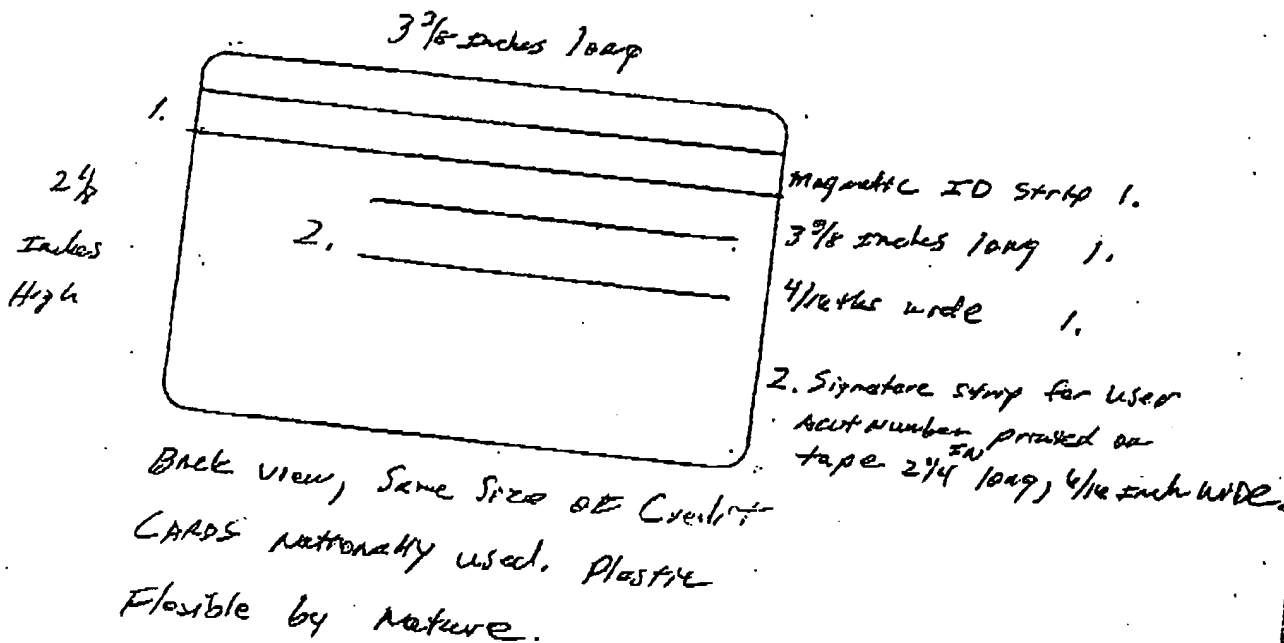 3 3/8 Inches long
1.
2 1/8
Inches
High
2.
Magnetic ID Strip 1.
3 3/8 Inches long 1.
4/16ths wide 1.
2. Signature strip for user
Acct Number printed on
tape 2 1/4 IN long, 4/16 Inch WIDE.
Back View, Same Size OF Credit
CARDS Nationally used. Plastic
Flexible by Nature.